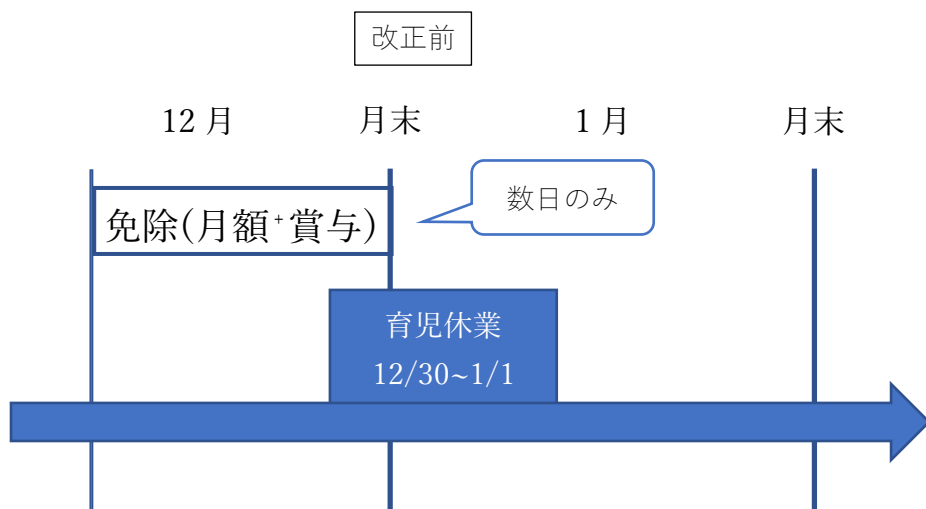 改正前
12月
月末
1月
月末
免除(月額+賞与)
数日のみ
育児休業
12/30~1/1